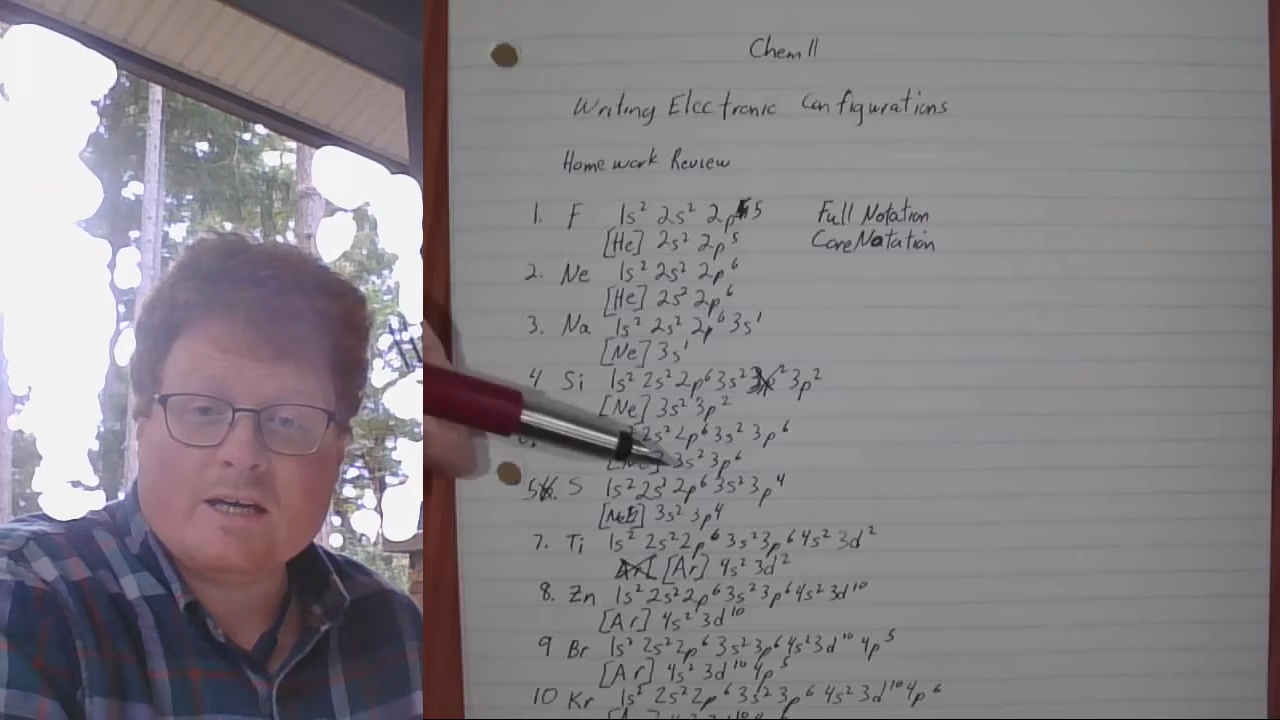 Chem 11
Writing Electronic Configurations
Homework Review
1. F 1s² 2s² 2p 5 Full Notation
[He] 2s² 2p⁵ Core Notation
2. Ne 1s² 2s² 2p⁶
[He] 2s² 2p⁶
3. Na 1s² 2s² 2p⁶ 3s¹
[Ne] 3s¹
4 Si 1s² 2s² 2p⁶ 3s² 3p²
[Ne] 3s² 3p²
2s² 2p⁶ 3s² 3p⁶
3s² 3p⁶
5. S 1s² 2s² 2p⁶ 3s² 3p⁴
[Ne] 3s² 3p⁴
7. Ti 1s² 2s² 2p⁶ 3s² 3p⁶ 4s² 3d²
[Ar] 4s² 3d²
8. Zn 1s² 2s² 2p⁶ 3s² 3p⁶ 4s² 3d¹⁰
[Ar] 4s² 3d¹⁰
9 Br 1s² 2s² 2p⁶ 3s² 3p⁶ 4s² 3d¹⁰ 4p⁵
[Ar] 4s² 3d¹⁰ 4p⁵
10 Kr 1s² 2s² 2p⁶ 3s² 3p⁶ 4s² 3d¹⁰ 4p⁶